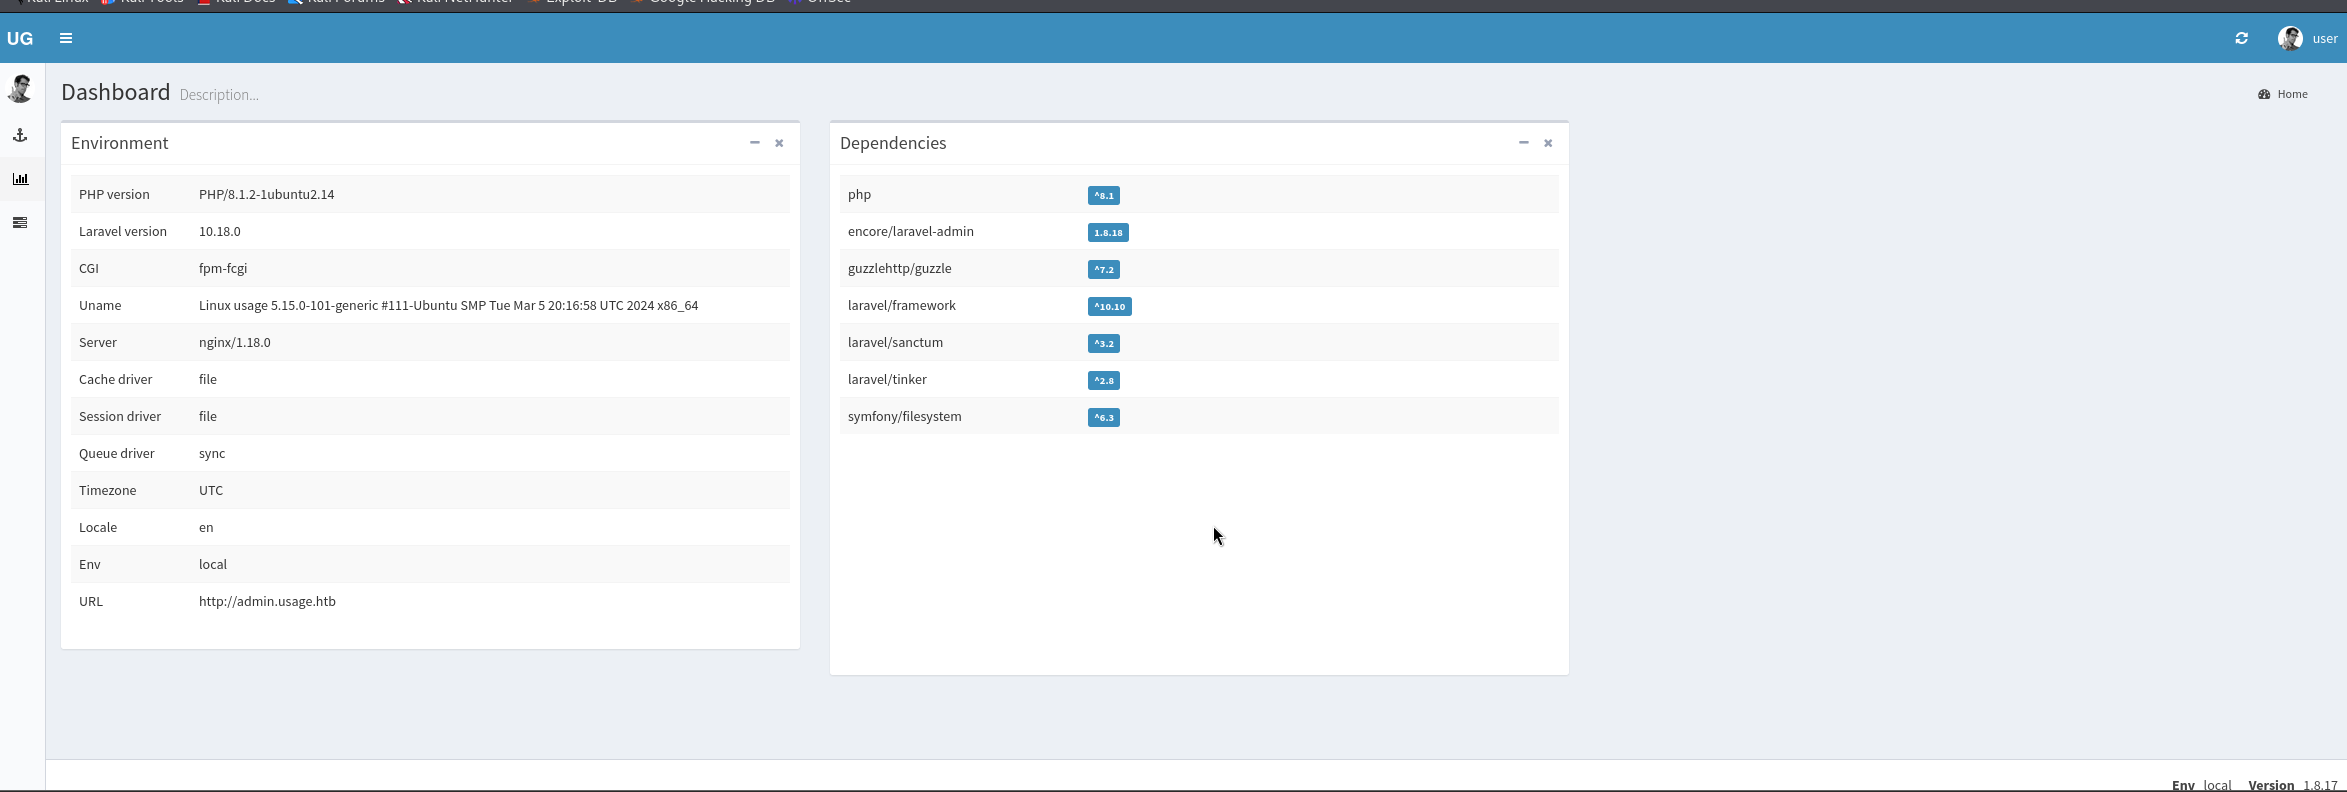 Kali Linux Kali Tools Kali Docs Kali Forums Kali NetHunter Exploit-DB Google Hacking DB OffSec
UG user
Dashboard Description... Home
Environment
PHP version PHP/8.1.2-1ubuntu2.14
Laravel version 10.18.0
CGI fpm-fcgi
Uname Linux usage 5.15.0-101-generic #111-Ubuntu SMP Tue Mar 5 20:16:58 UTC 2024 x86_64
Server nginx/1.18.0
Cache driver file
Session driver file
Queue driver sync
Timezone UTC
Locale en
Env local
URL http://admin.usage.htb
Dependencies
php ^8.1
encore/laravel-admin 1.8.18
guzzlehttp/guzzle ^7.2
laravel/framework ^10.10
laravel/sanctum ^3.2
laravel/tinker ^2.8
symfony/filesystem ^6.3
Env local Version 1.8.17